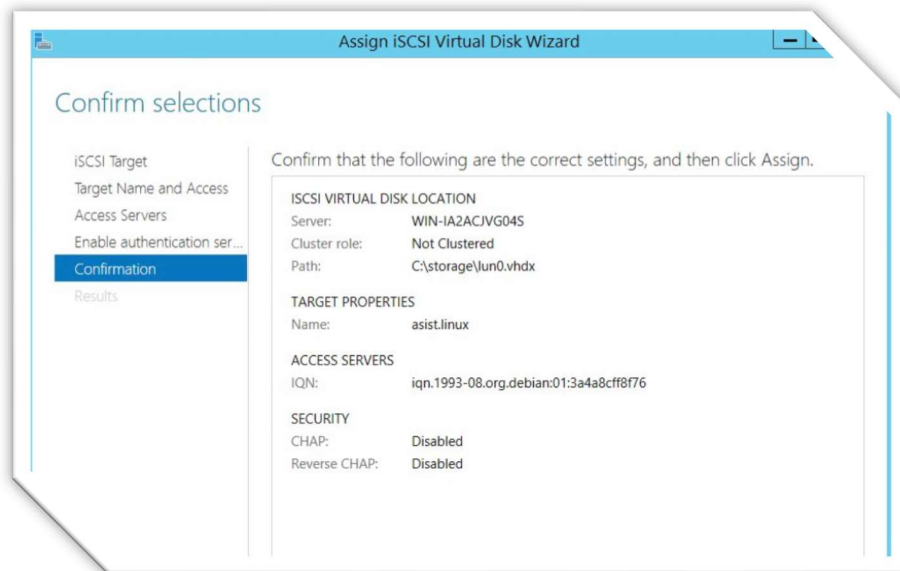 Assign iSCSI Virtual Disk Wizard
Confirm selections
iSCSI Target
Target Name and Access
Access Servers
Enable authentication ser...
Confirmation
Results
Confirm that the following are the correct settings, and then click Assign.
ISCSI VIRTUAL DISK LOCATION
Server: WIN-IA2ACJVG04S
Cluster role: Not Clustered
Path: C:\storage\lun0.vhdx
TARGET PROPERTIES
Name: asist.linux
ACCESS SERVERS
IQN: iqn.1993-08.org.debian:01:3a4a8cff8f76
SECURITY
CHAP: Disabled
Reverse CHAP: Disabled